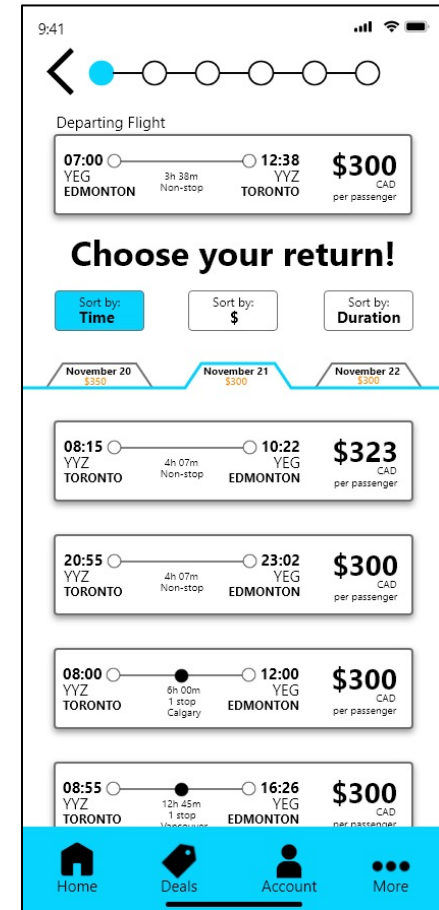 9:41
Departing Flight
07:00 12:38 $300
YEG 3h 38m YYZ CAD
EDMONTON Non-stop TORONTO per passenger
Choose your return!
Sort by: Sort by: Sort by:
Time $ Duration
November 20 November 21 November 22
$350 $300 $300
08:15 10:22 $323
YYZ 4h 07m YEG CAD
TORONTO Non-stop EDMONTON per passenger
20:55 23:02 $300
YYZ 4h 07m YEG CAD
TORONTO Non-stop EDMONTON per passenger
08:00 12:00 $300
YYZ 6h 00m YEG CAD
TORONTO 1 stop EDMONTON per passenger
Calgary
08:55 16:26 $300
YYZ 12h 45m YEG CAD
TORONTO 1 stop EDMONTON per passenger
Vancouver
Home Deals Account More